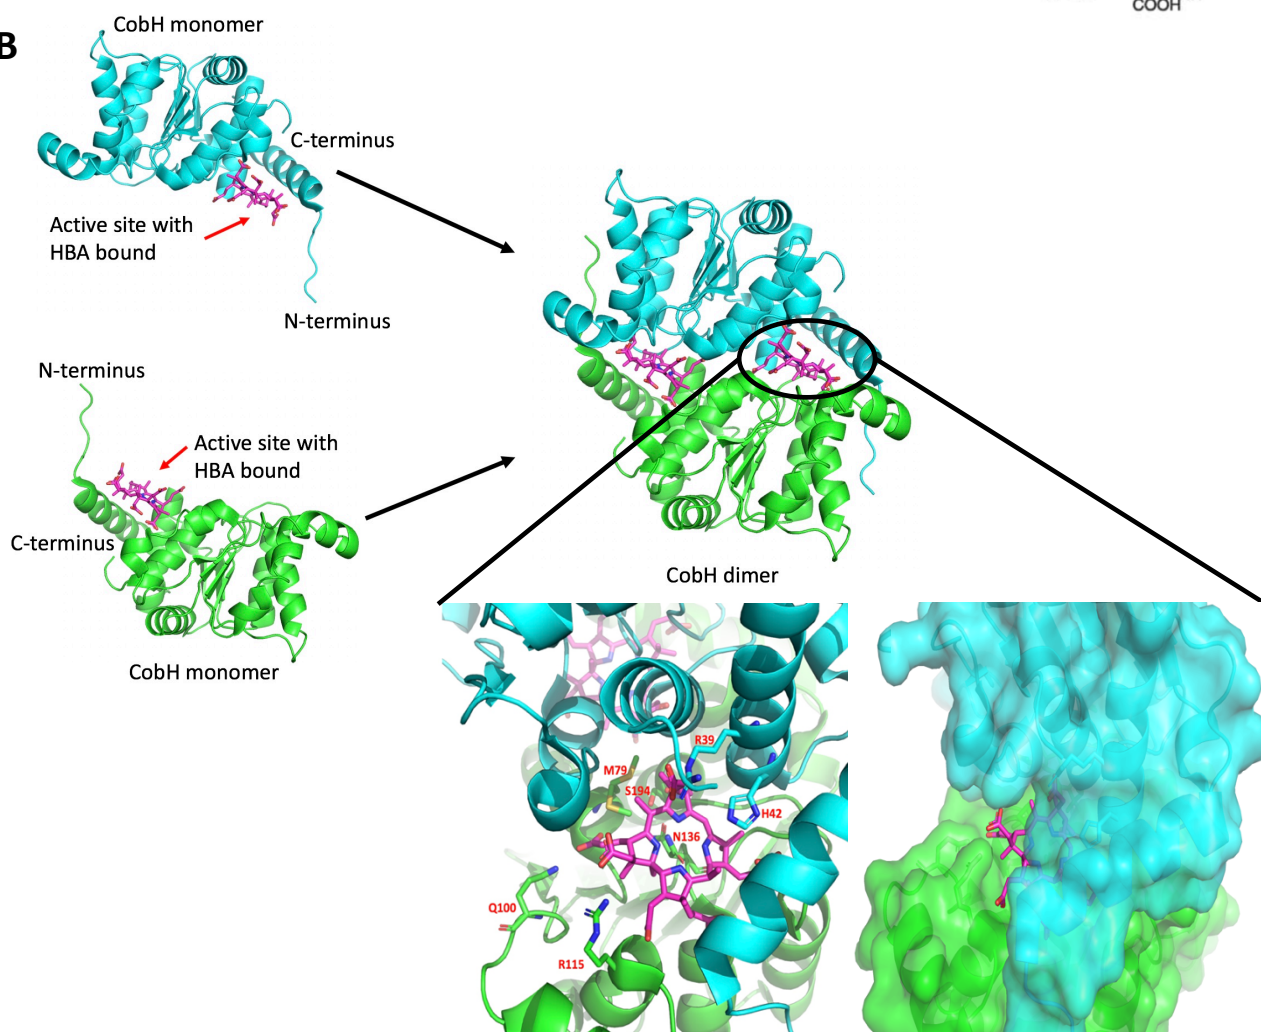 COOH
B
CobH monomer
C-terminus
Active site with
HBA bound
N-terminus
N-terminus
Active site with
HBA bound
C-terminus
CobH monomer
CobH dimer
R39
M79
S194
H42
N136
Q100
R115